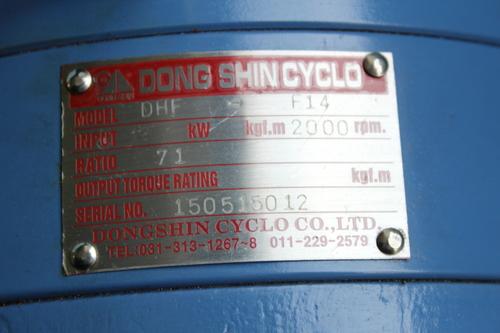 DONG SHIN CYCLO
MODEL DHF F14
INPUT kW kgf.m 2000 rpm.
RATIO 71
OUTPUT TORQUE RATING kgf.m
SERIAL NO. 150515012
DONGSHIN CYCLO CO.,LTD.
TEL:031-313-1267~8 011-229-2579